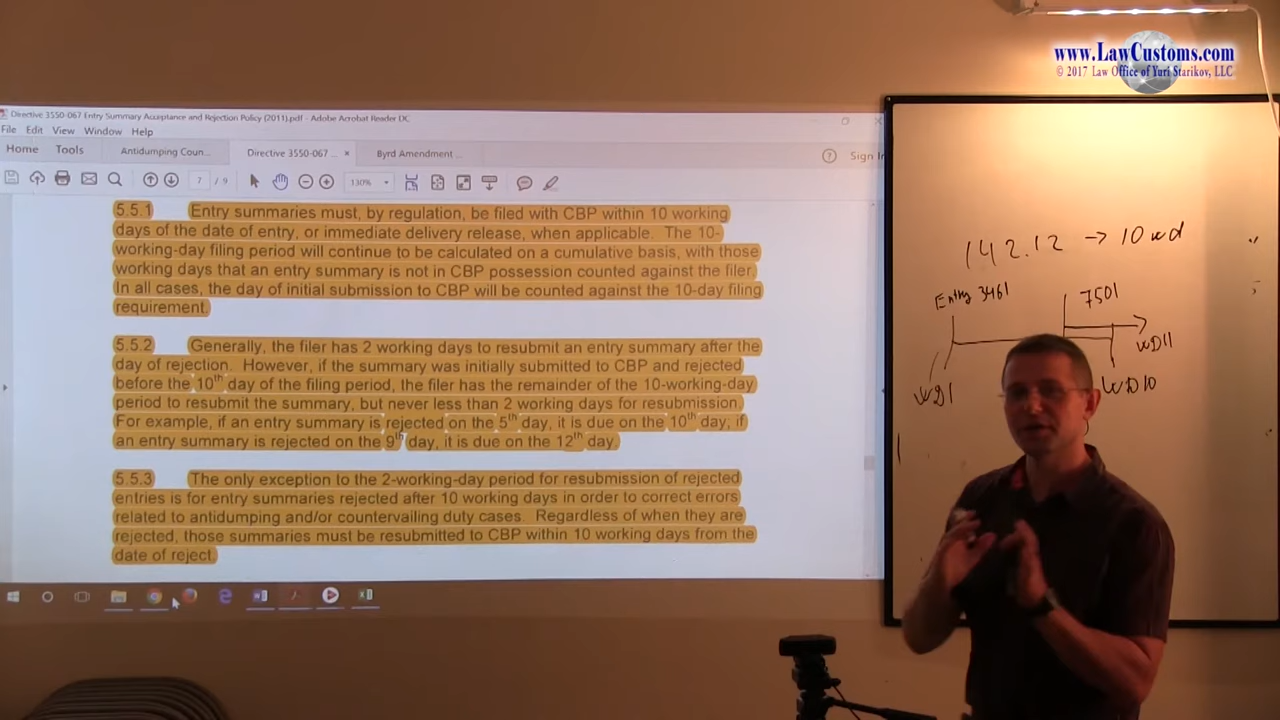 www.LawCustoms.com
© 2017 Law Office of Yuri Starikov, LLC
Directive 3550-067 Entry Summary Acceptance and Rejection Policy (2011).pdf - Adobe Acrobat Reader DC
File Edit View Window Help
Home Tools Antidumping Coun... Directive 3550-067 ... × Byrd Amendment ... Sign In
7 / 9 130%
5.5.1 Entry summaries must, by regulation, be filed with CBP within 10 working
days of the date of entry, or immediate delivery release, when applicable. The 10-
working-day filing period will continue to be calculated on a cumulative basis, with those
working days that an entry summary is not in CBP possession counted against the filer.
In all cases, the day of initial submission to CBP will be counted against the 10-day filing
requirement.
5.5.2 Generally, the filer has 2 working days to resubmit an entry summary after the
day of rejection. However, if the summary was initially submitted to CBP and rejected
before the 10th day of the filing period, the filer has the remainder of the 10-working-day
period to resubmit the summary, but never less than 2 working days for resubmission.
For example, if an entry summary is rejected on the 5th day, it is due on the 10th day; if
an entry summary is rejected on the 9th day, it is due on the 12th day.
5.5.3 The only exception to the 2-working-day period for resubmission of rejected
entries is for entry summaries rejected after 10 working days in order to correct errors
related to antidumping and/or countervailing duty cases. Regardless of when they are
rejected, those summaries must be resubmitted to CBP within 10 working days from the
date of reject.
142.12 → 10 wd
Entry 3461
7501
WD11
WD1
WD10